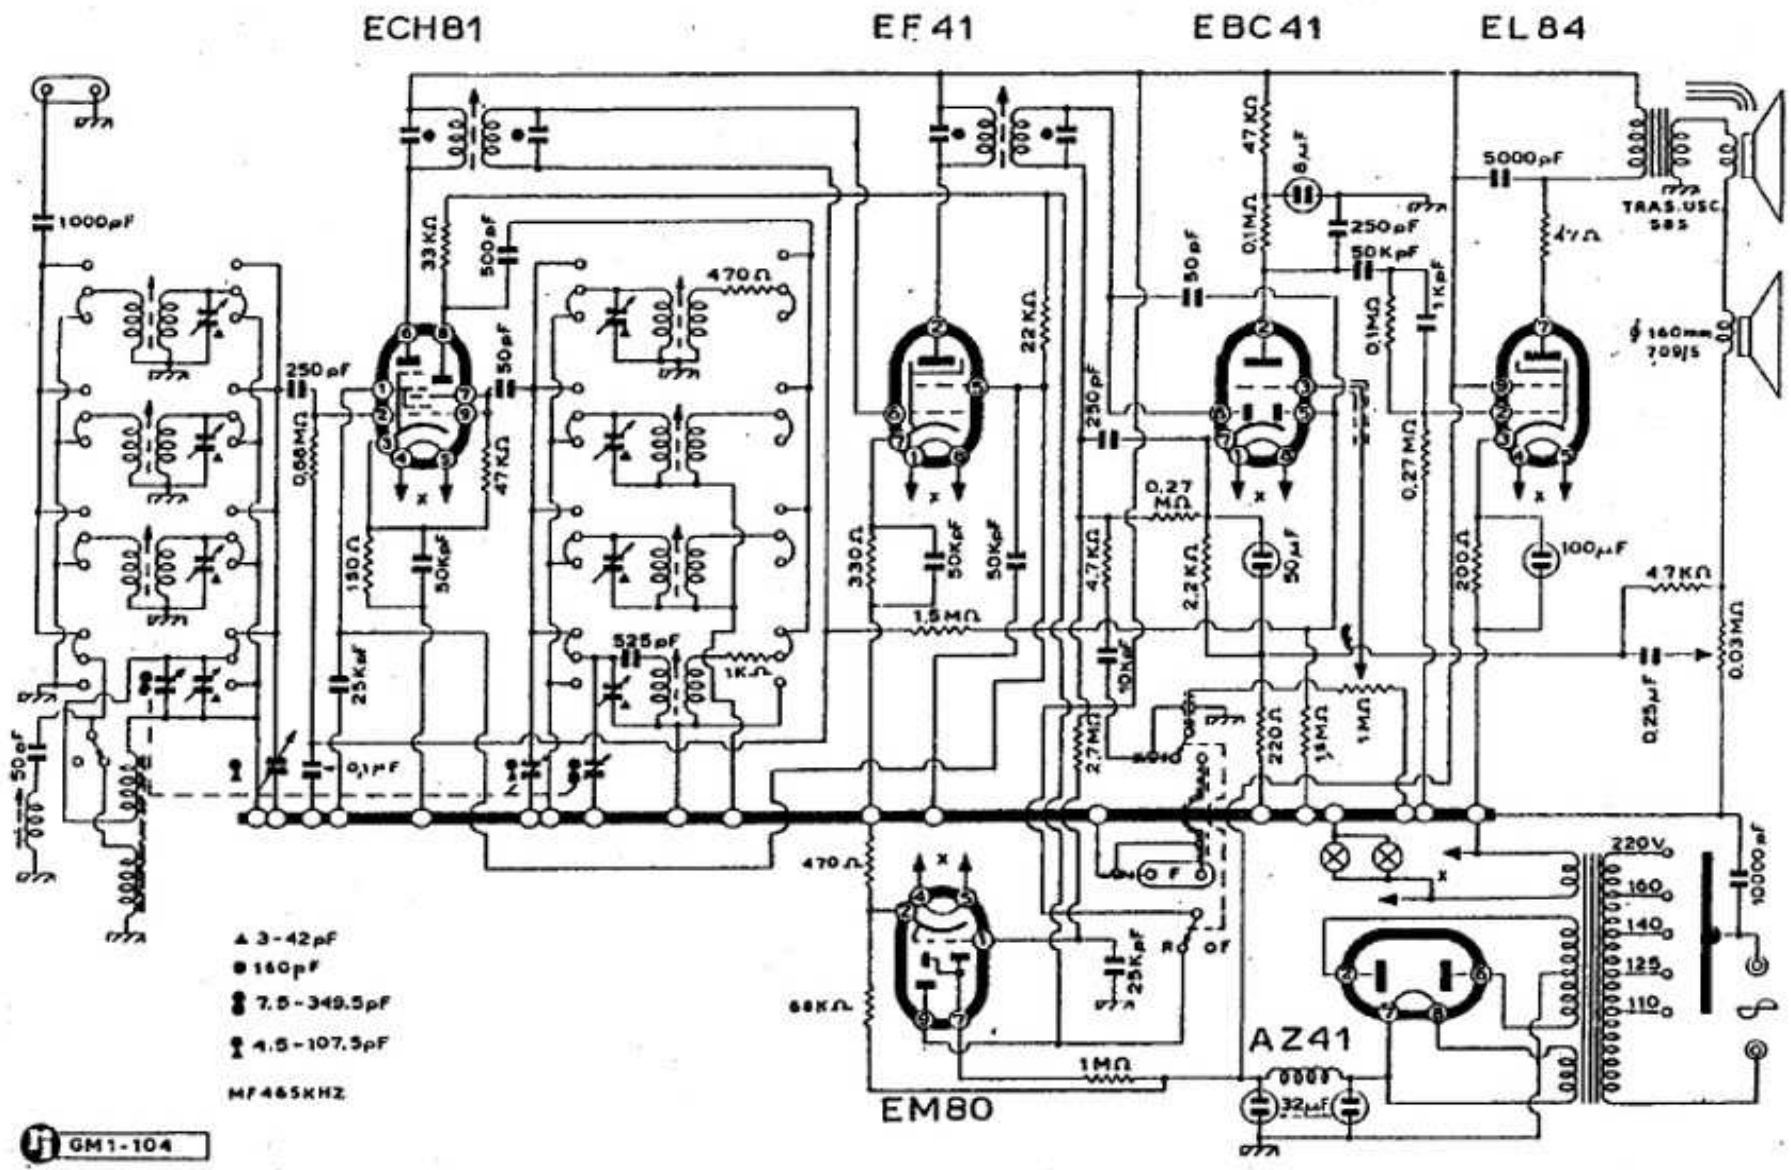 ECH81
EF41
EBC41
EL84
1000pF
33KΩ
500pF
470Ω
47KΩ
8µF
0,1MΩ
250pF
50KpF
5000pF
TRAS. USC.
585
50pF
22KΩ
0,1MΩ
1KpF
ϕ 160mm
709/S
250pF
50pF
0,68MΩ
47KΩ
250pF
0,27MΩ
0,27
MΩ
150Ω
50KpF
330Ω
50KpF
50KpF
4,7KΩ
2,2KΩ
50µF
200Ω
100µF
4,7KΩ
1,5MΩ
525pF
1KΩ
25KpF
10KpF
0,03MΩ
0,25µF
50pF
0,1µF
2,7MΩ
220Ω
1MΩ
470Ω
F
220V
160
140
125
110
10000pF
R
F
25KpF
68KΩ
▲ 3-42pF
160pF
7.5-349.5pF
4.5-107.5pF
MF 465KHZ
1MΩ
AZ41
32µF
EM80
GM1-104